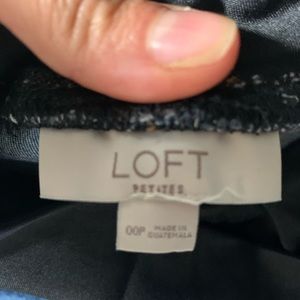 LOFT
PETITES
00P
MADE IN
GUATEMALA